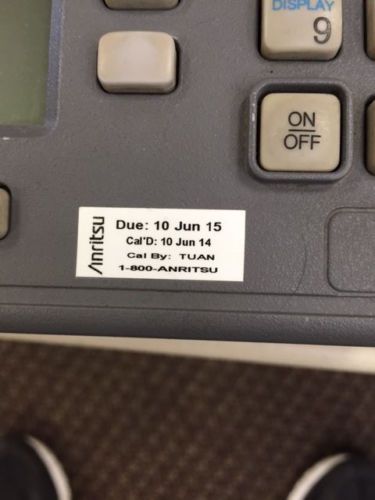 DISPLAY
9
ON
OFF
Anritsu
Due: 10 Jun 15
Cal'D: 10 Jun 14
Cal By: TUAN
1-800-ANRITSU